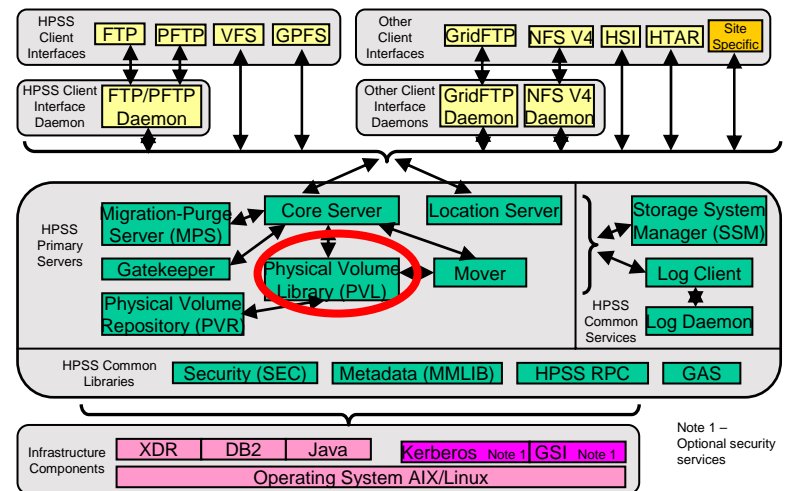 HPSS
Client
Interfaces
FTP
PFTP
VFS
GPFS
Other
Client
Interfaces
GridFTP
NFS V4
HSI
HTAR
Site
Specific
HPSS Client
Interface
Daemon
FTP/PFTP
Daemon
Other Client
Interface
Daemons
GridFTP
Daemon
NFS V4
Daemon
HPSS
Primary
Servers
Migration-Purge
Server (MPS)
Core Server
Location Server
Gatekeeper
Physical Volume
Library (PVL)
Mover
Physical Volume
Repository (PVR)
Storage System
Manager (SSM)
Log Client
Log Daemon
HPSS
Common
Services
HPSS Common
Libraries
Security (SEC)
Metadata (MMLIB)
HPSS RPC
GAS
Infrastructure
Components
XDR
DB2
Java
Kerberos Note 1
GSI Note 1
Operating System AIX/Linux
Note 1 –
Optional security
services